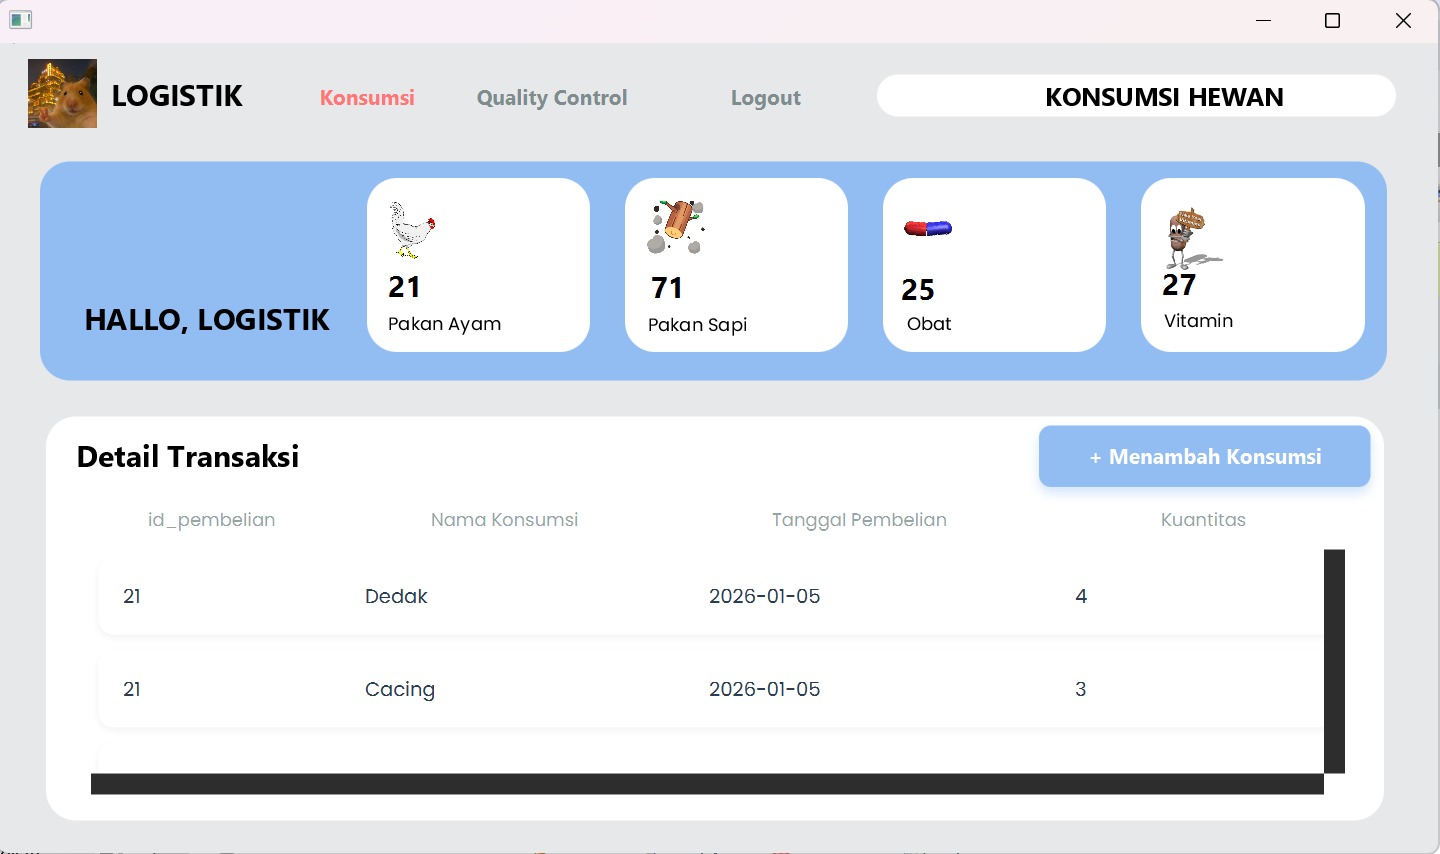 LOGISTIK
Konsumsi
Quality Control
Logout
KONSUMSI HEWAN
HALLO, LOGISTIK
21
Pakan Ayam
71
Pakan Sapi
25
Obat
27
Vitamin
Detail Transaksi
+ Menambah Konsumsi
id_pembelian Nama Konsumsi Tanggal Pembelian Kuantitas
21 Dedak 2026-01-05 4
21 Cacing 2026-01-05 3